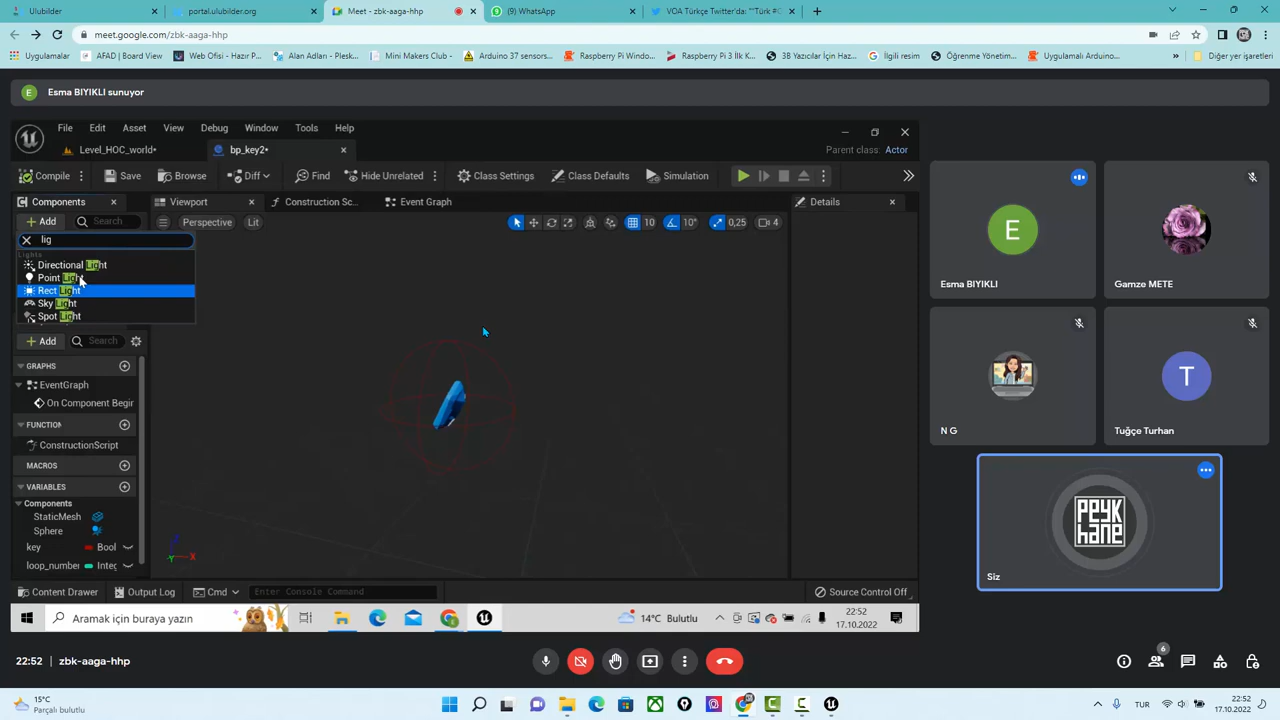 Ulubilder
portal.ulubilder.org
Meet - zbk-aaga-hhp
(9) WhatsApp
VOA Türkçe Twitter'da: "Türk #C
meet.google.com/zbk-aaga-hhp
Uygulamalar
AFAD | Basvuru
Web Ofisi - Hazır P...
Alan Adları - Plesk...
Mini Makers Club -
Arduino 37 sensors...
Raspberry Pi Windo...
Raspberry Pi 3 İlk K...
3B Yazıcılar İçin Haz...
İlgili resim
Öğrenme Yönetim...
Uygulamalı Arduino...
»
Diğer yer işaretleri
E
Esma BIYIKLI sunuyor
File Edit Asset View Debug Window Tools Help
Level_HOC_world*
bp_key2*
Parent class: Actor
Compile
Save
Browse
Diff
Find
Hide Unrelated
Class Settings
Class Defaults
Simulation
»
Components
Viewport
Construction Sc...
Event Graph
Details
+ Add
Search
Perspective
Lit
10
10°
0,25
4
lig
Lights
Directional Light
Point Light
Rect Light
Sky Light
Spot Light
+ Add
Search
GRAPHS
EventGraph
On Component Begir
FUNCTION
ConstructionScript
MACROS
VARIABLES
Components
StaticMesh
Sphere
key
Bool
loop_number
Integ
Z
X
Y
Content Drawer
Output Log
Cmd
Enter Console Command
Source Control Off
Aramak için buraya yazın
14°C Bulutlu
22:52
17.10.2022
E
Esma BIYIKLI
Gamze METE
N G
T
Tuğçe Turhan
PEYK
hane
Siz
22:52
zbk-aaga-hhp
6
15°C
Parçalı bulutlu
TUR
22:52
17.10.2022